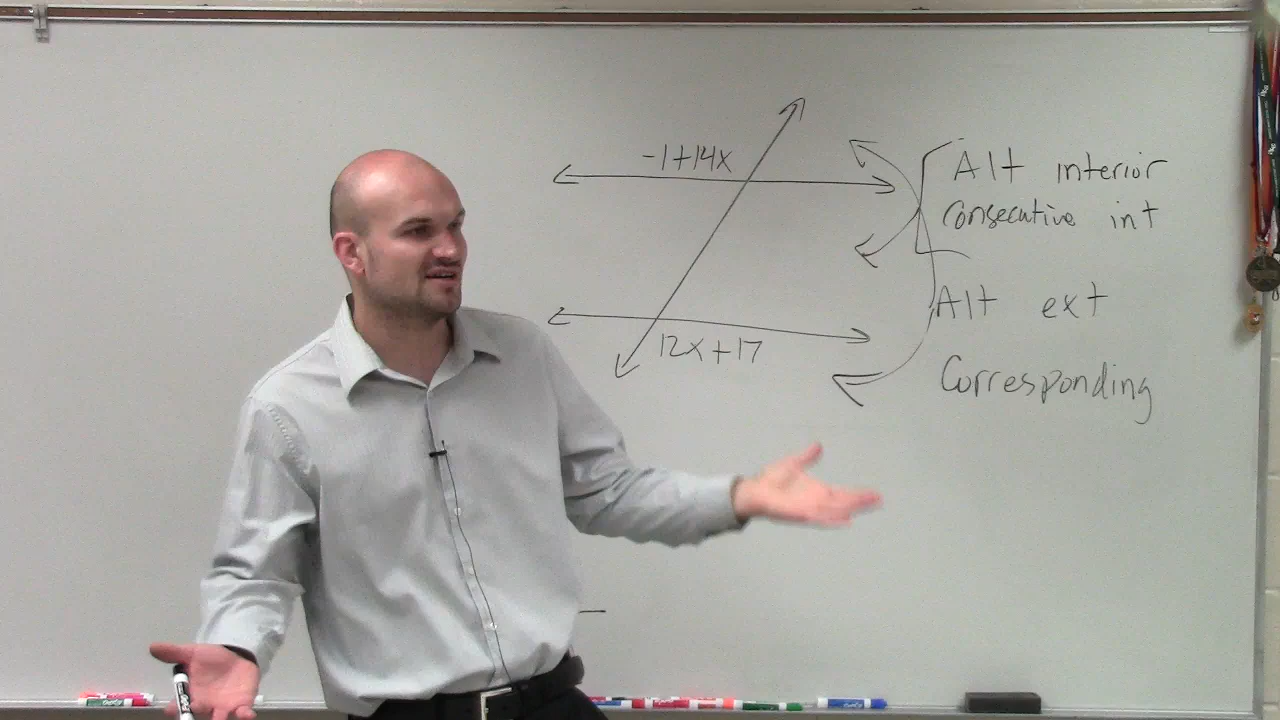 -1+14x
12x+17
Alt interior
consecutive int
Alt ext
Corresponding